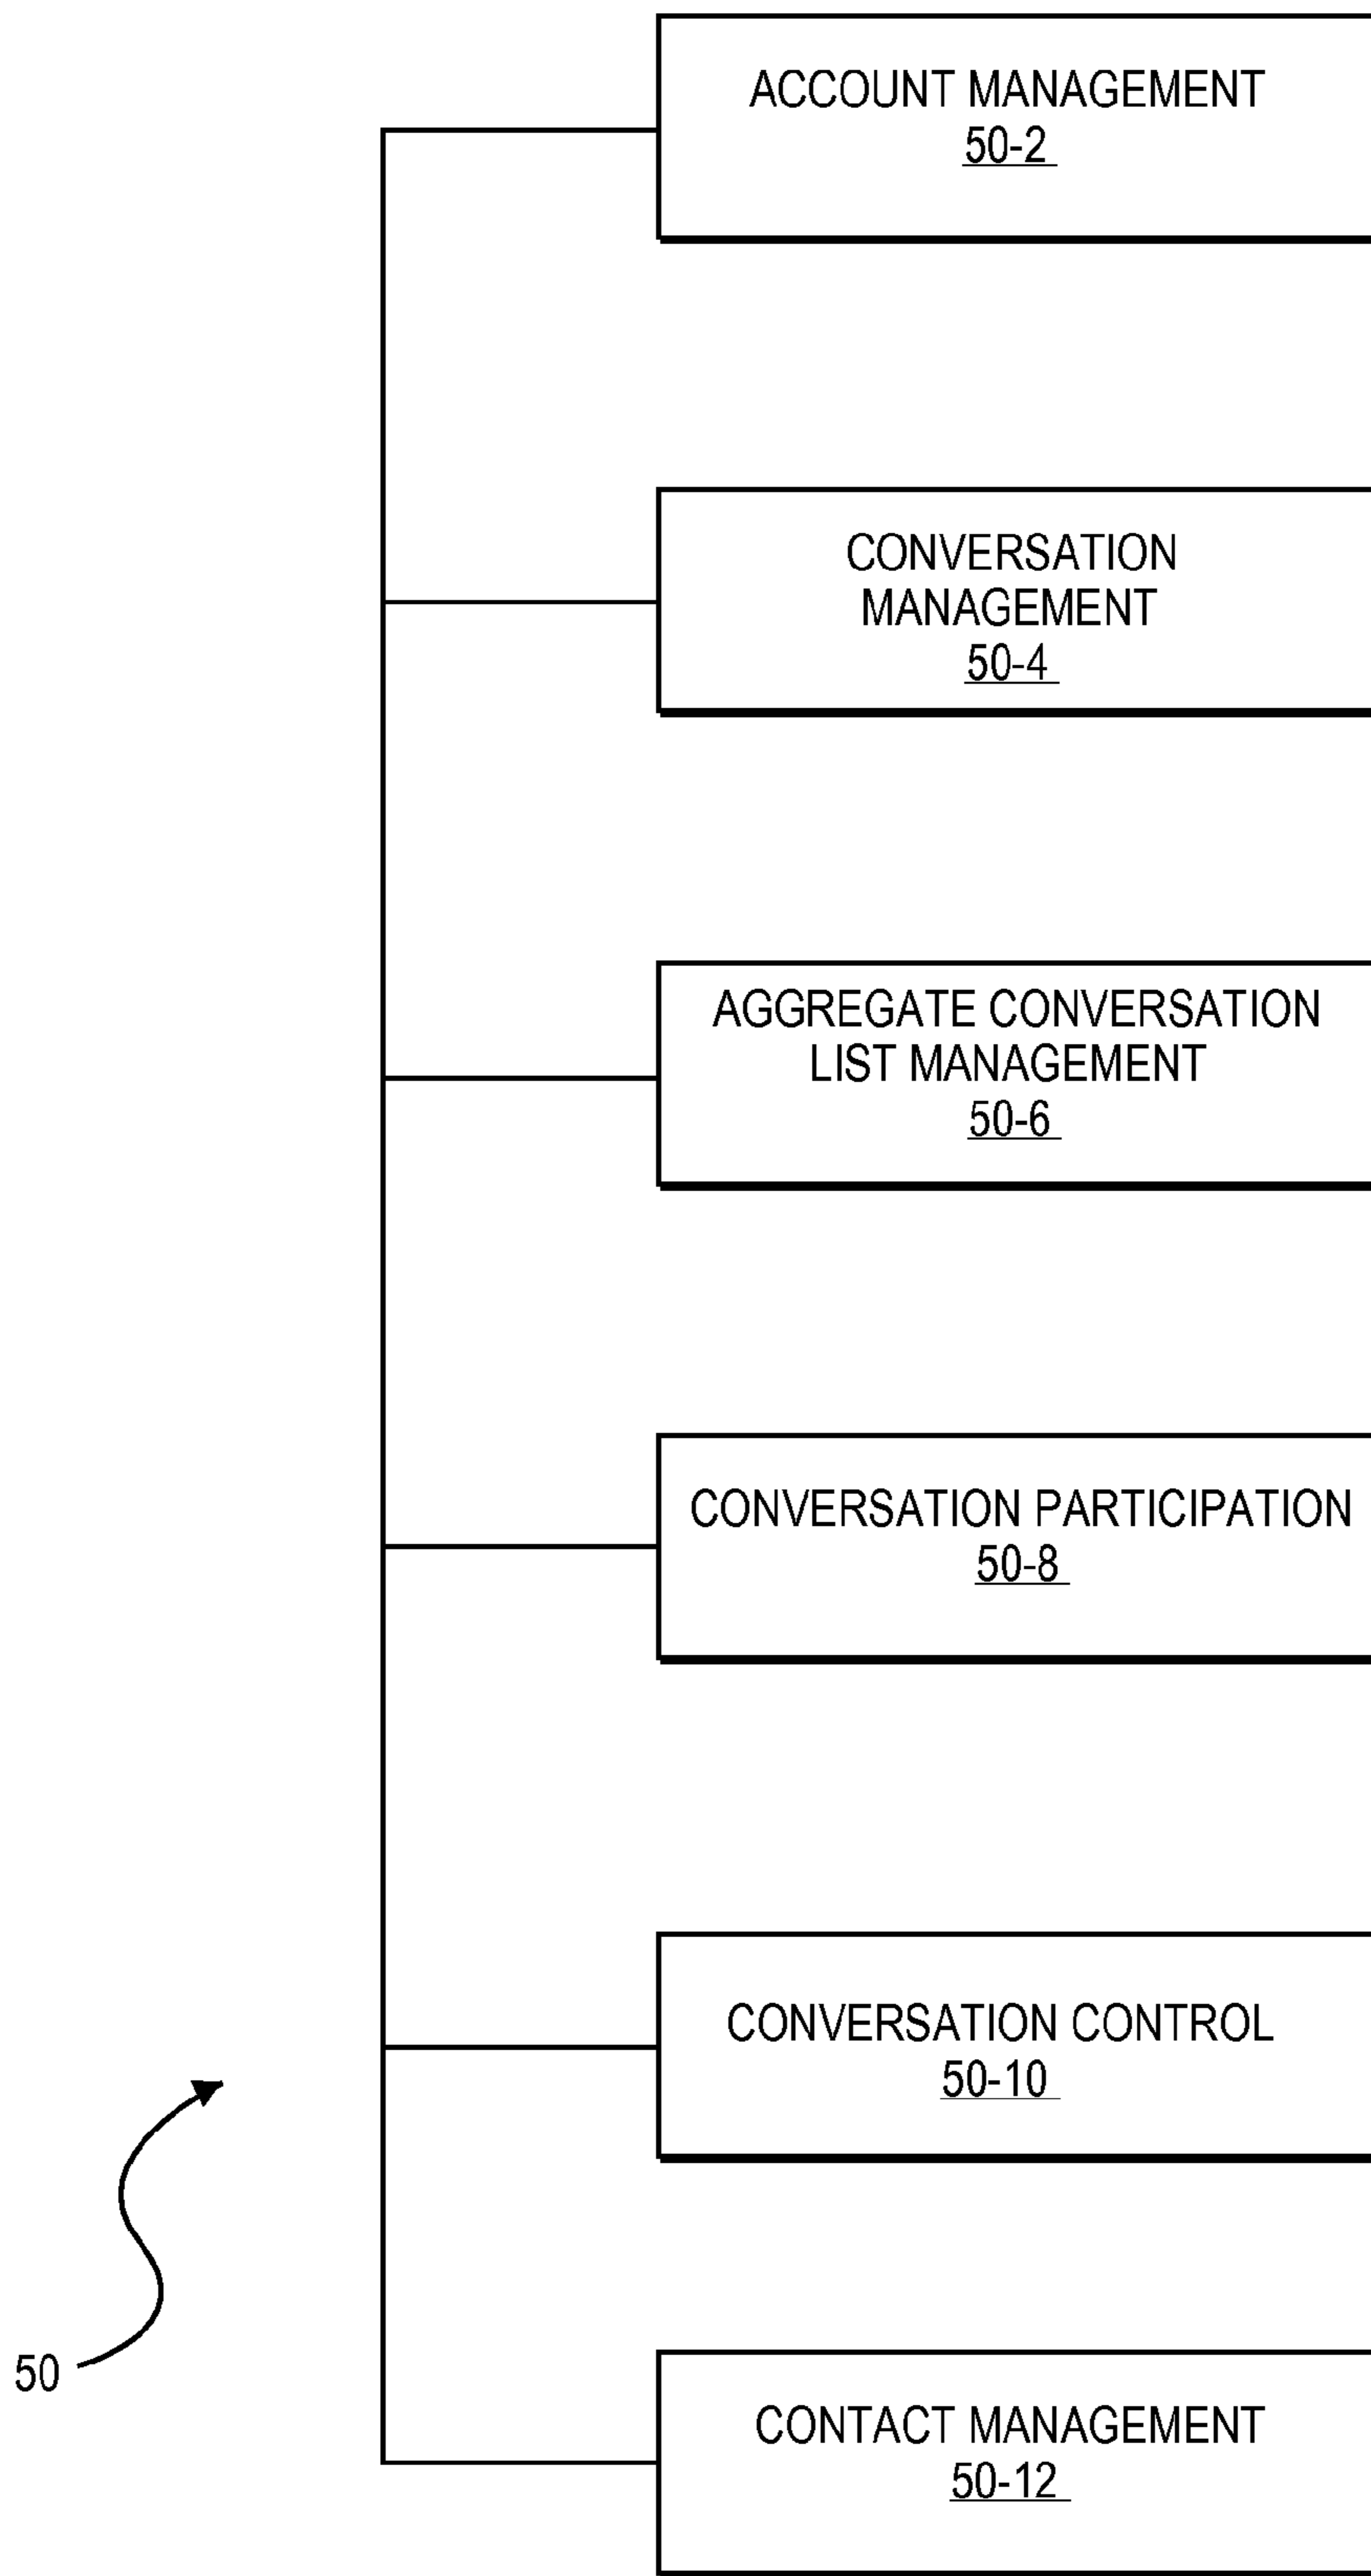 ACCOUNT MANAGEMENT
50-2
CONVERSATION
MANAGEMENT
50-4
AGGREGATE CONVERSATION
LIST MANAGEMENT
50-6
CONVERSATION PARTICIPATION
50-8
CONVERSATION CONTROL
50-10
50
CONTACT MANAGEMENT
50-12